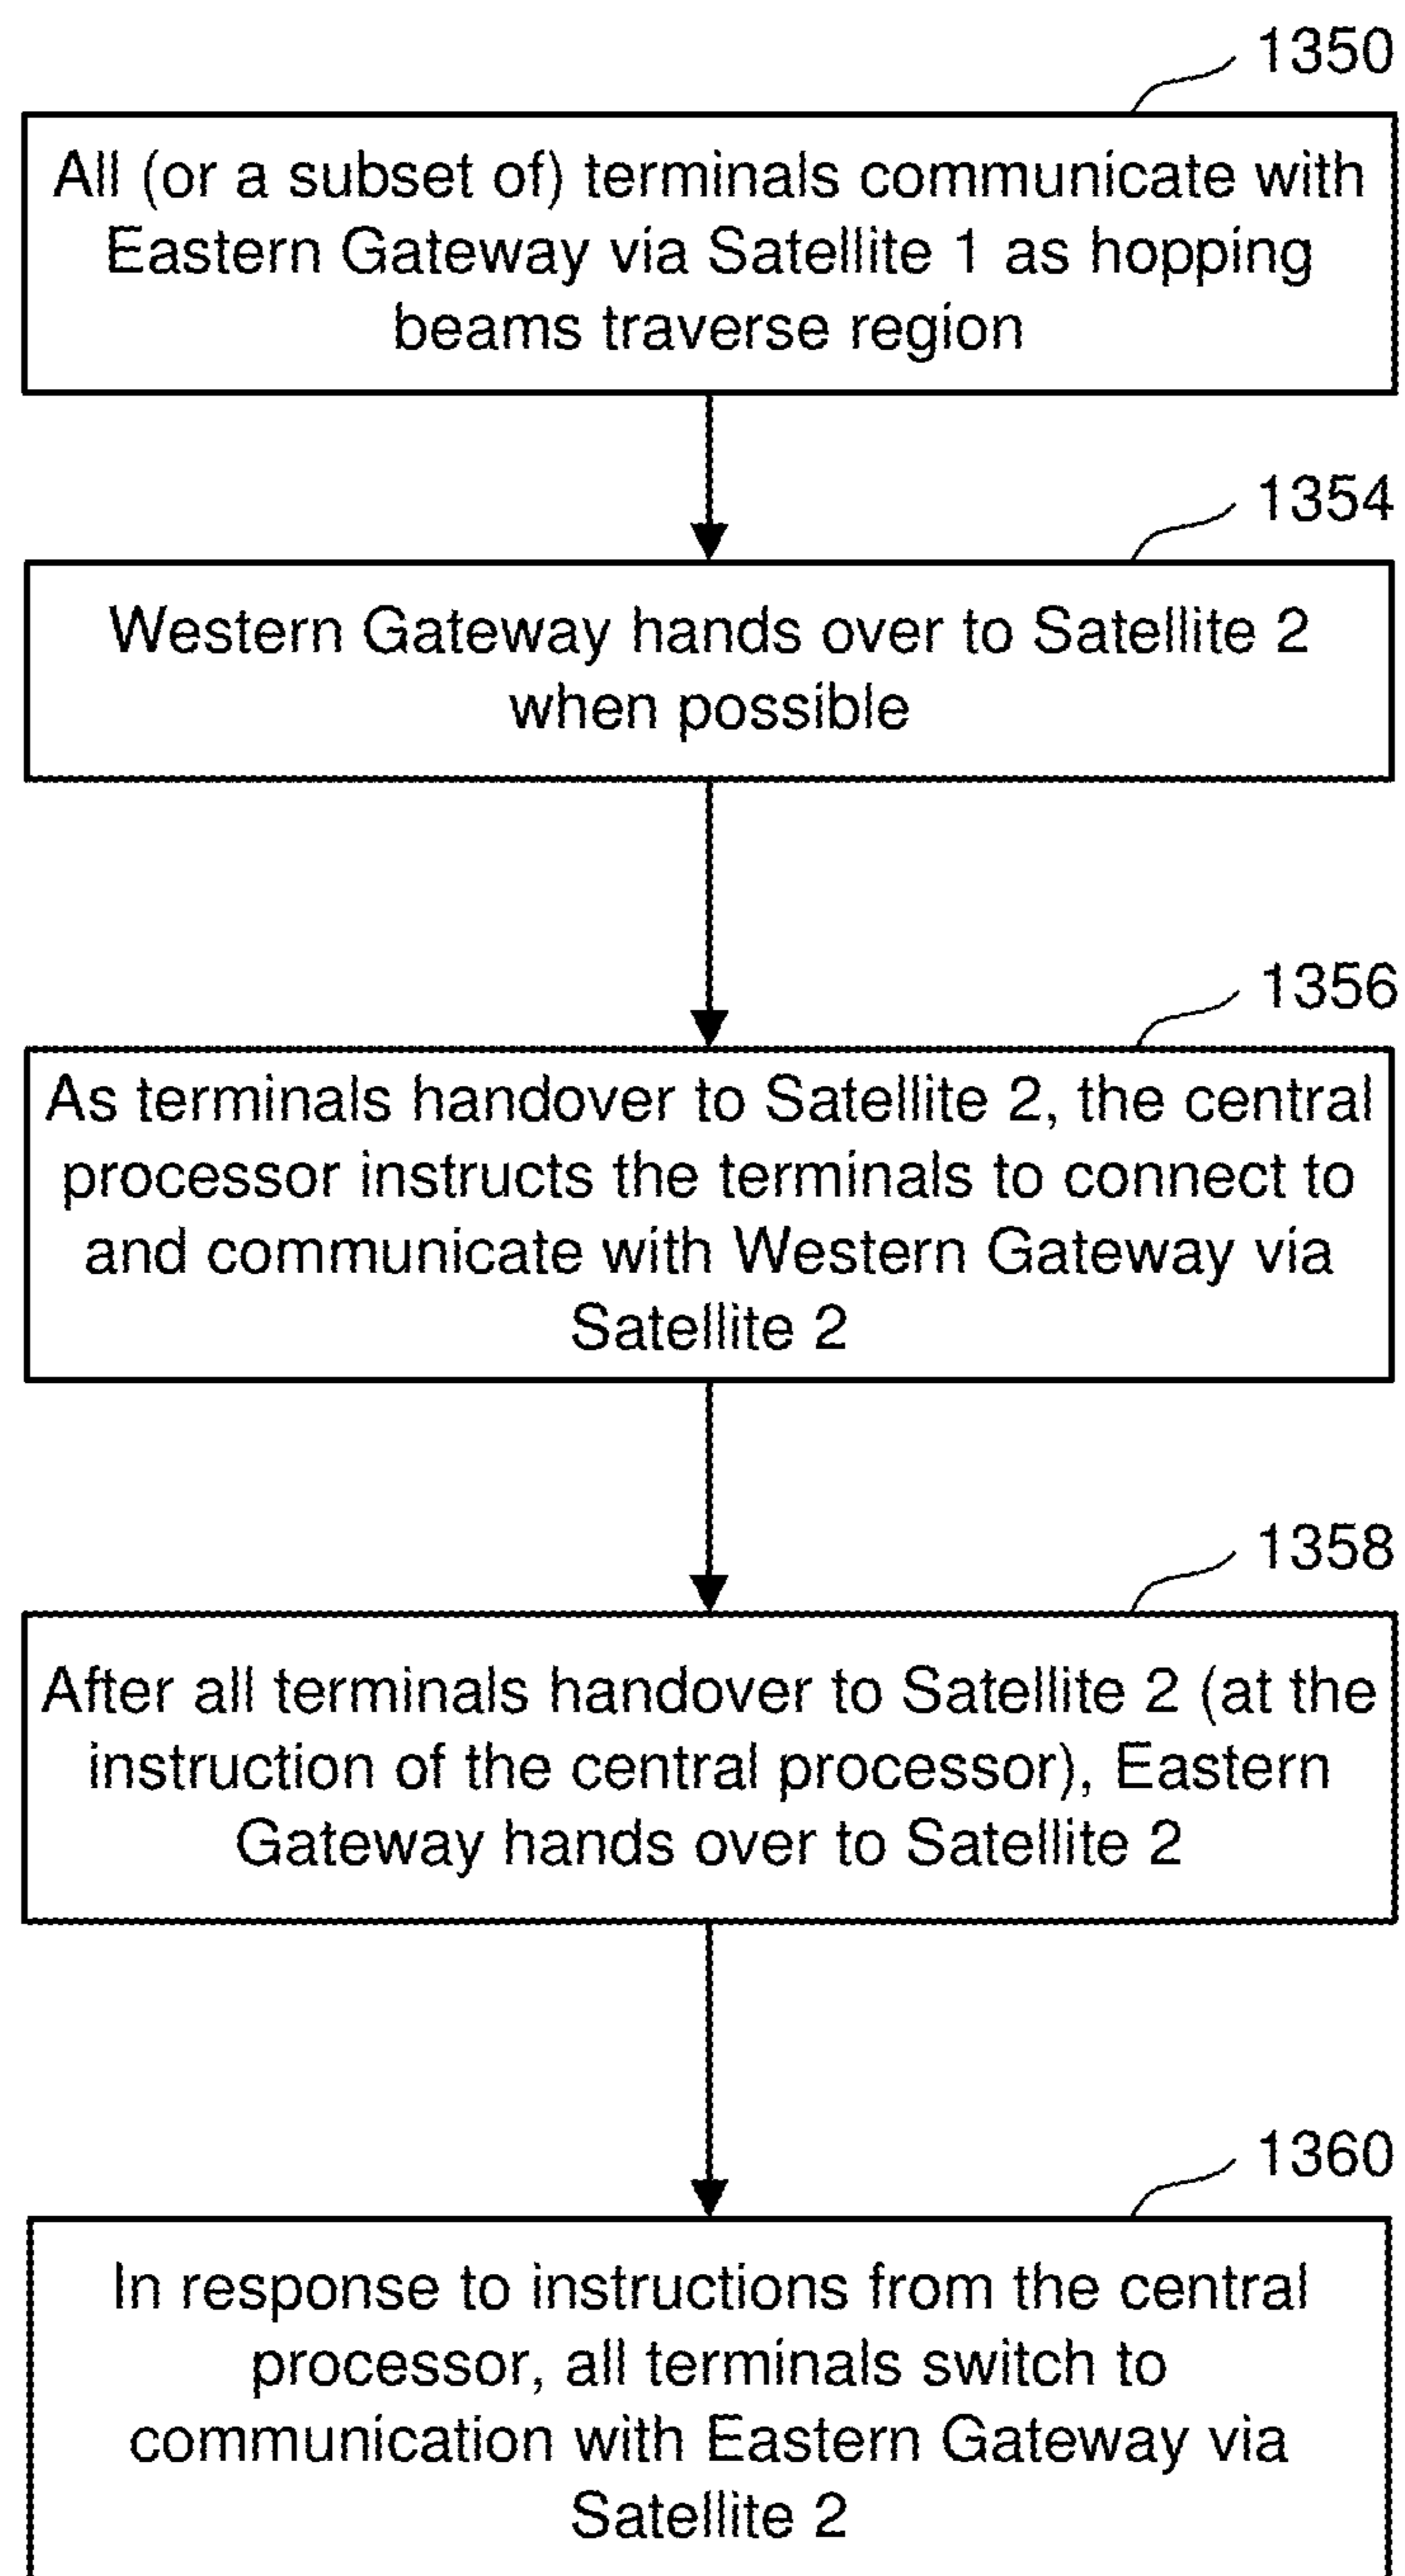 1350
All (or a subset of) terminals communicate with
Eastern Gateway via Satellite 1 as hopping
beams traverse region
1354
Western Gateway hands over to Satellite 2
when possible
1356
As terminals handover to Satellite 2, the central
processor instructs the terminals to connect to
and communicate with Western Gateway via
Satellite 2
1358
After all terminals handover to Satellite 2 (at the
instruction of the central processor), Eastern
Gateway hands over to Satellite 2
1360
In response to instructions from the central
processor, all terminals switch to
communication with Eastern Gateway via
Satellite 2